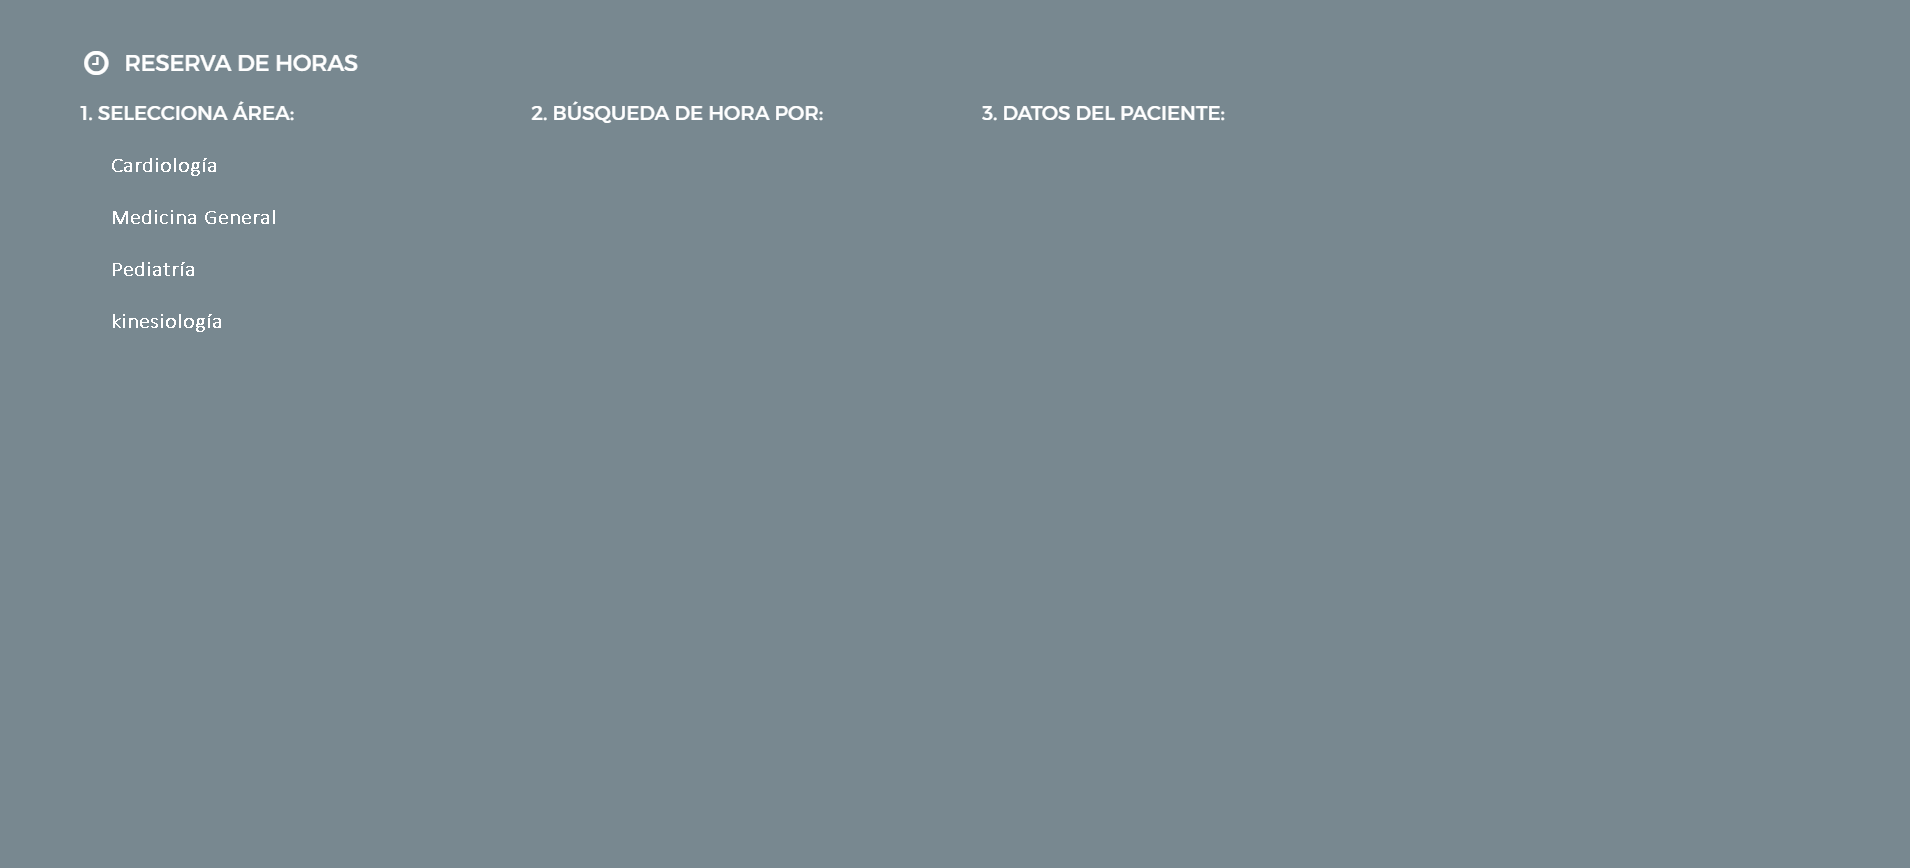 RESERVA DE HORAS
1. SELECCIONA ÁREA:
Cardiología
Medicina General
Pediatría
kinesiología
2. BÚSQUEDA DE HORA POR:
3. DATOS DEL PACIENTE: